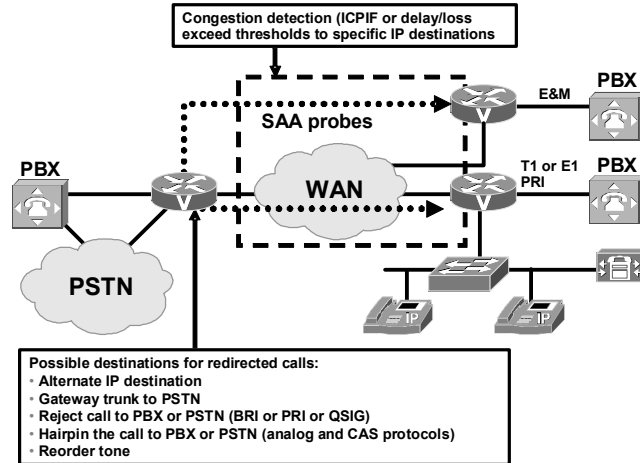 Congestion detection (ICPIF or delay/loss
exceed thresholds to specific IP destinations
E&M
PBX
V
SAA probes
PBX
T1 or E1
PRI
PBX
WAN
V
V
PSTN
IP
IP
Possible destinations for redirected calls:
• Alternate IP destination
• Gateway trunk to PSTN
• Reject call to PBX or PSTN (BRI or PRI or QSIG)
• Hairpin the call to PBX or PSTN (analog and CAS protocols)
• Reorder tone